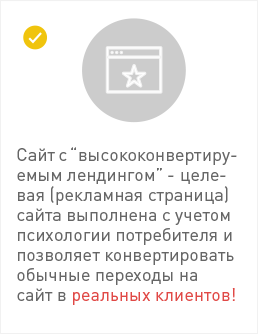 Сайт с “высококонвертиру-
емым лендингом” - целе-
вая (рекламная страница)
сайта выполнена с учетом
психологии потребителя и
позволяет конвертировать
обычные переходы на
сайт в реальных клиентов!